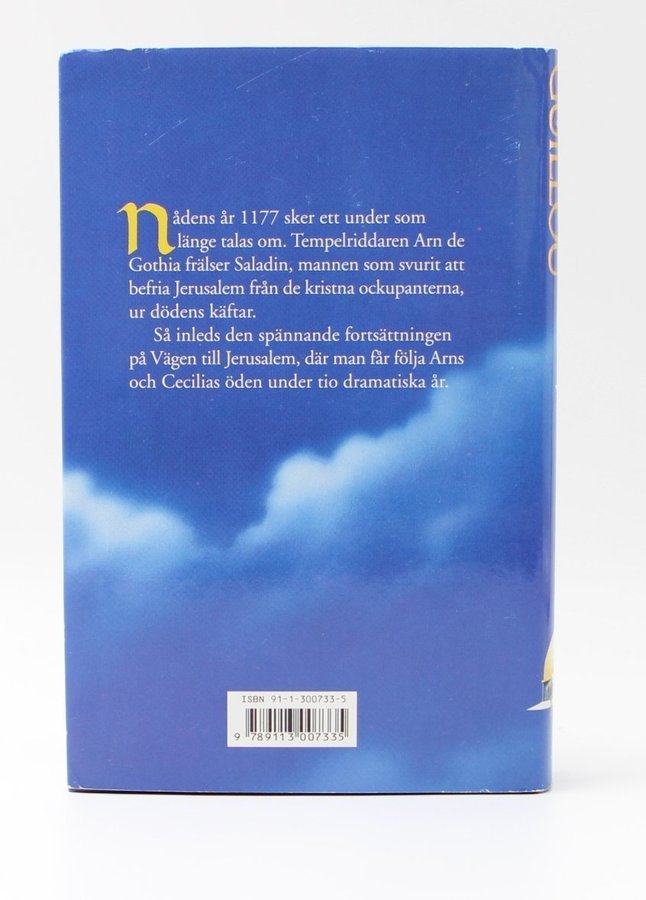 Nådens år 1177 sker ett under som
länge talas om. Tempelriddaren Arn de
Gothia frälser Saladin, mannen som svurit att
befria Jerusalem från de kristna ockupanterna,
ur dödens käftar.
Så inleds den spännande fortsättningen
på Vägen till Jerusalem, där man får följa Arns
och Cecilias öden under tio dramatiska år.
ISBN 91-1-300733-5
9 789113 007335
GUILLOU